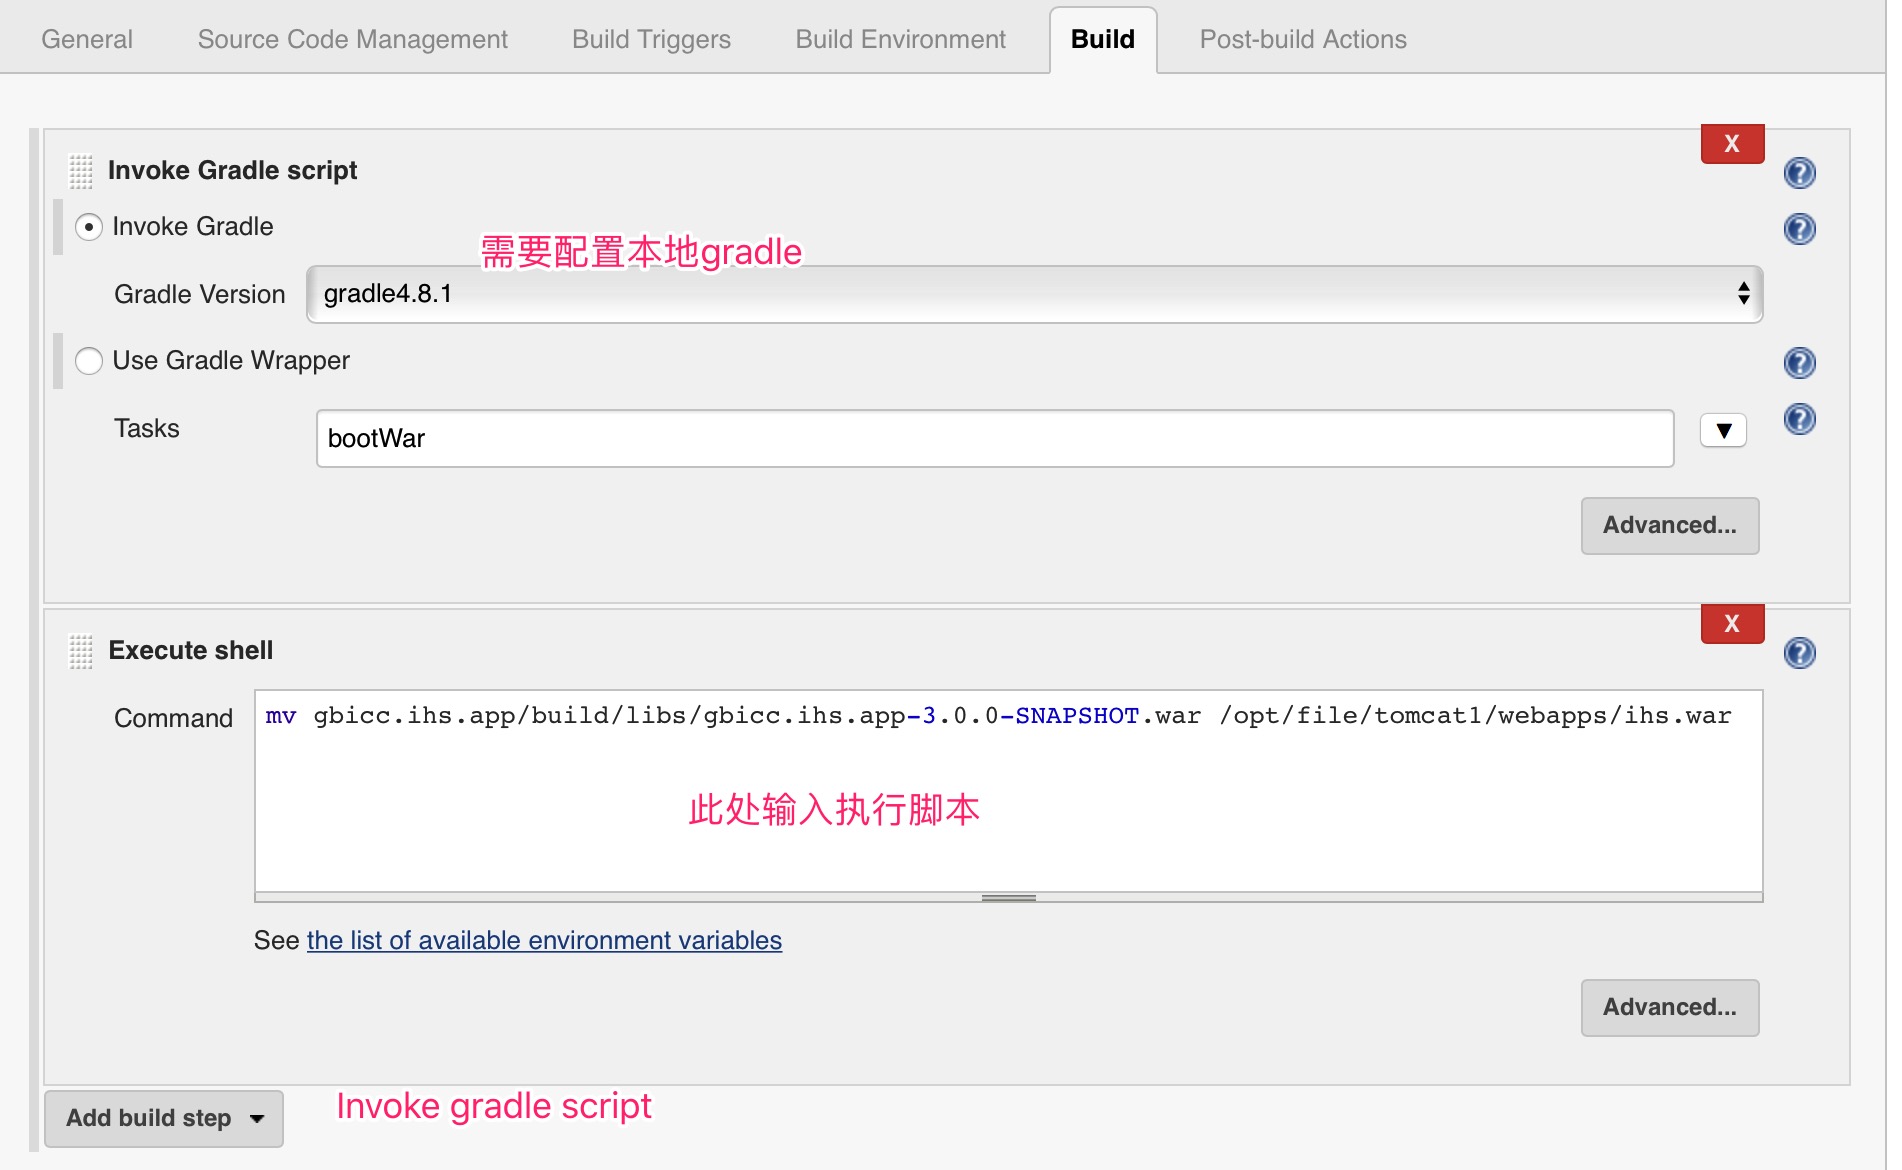 General Source Code Management Build Triggers Build Environment Build Post-build Actions
X
Invoke Gradle script
?
Invoke Gradle
?
需要配置本地gradle
Gradle Version gradle4.8.1
Use Gradle Wrapper
?
Tasks bootWar
?
Advanced...
X
Execute shell
?
Command mv gbicc.ihs.app/build/libs/gbicc.ihs.app-3.0.0-SNAPSHOT.war /opt/file/tomcat1/webapps/ihs.war
此处输入执行脚本
See the list of available environment variables
Advanced...
Add build step Invoke gradle script